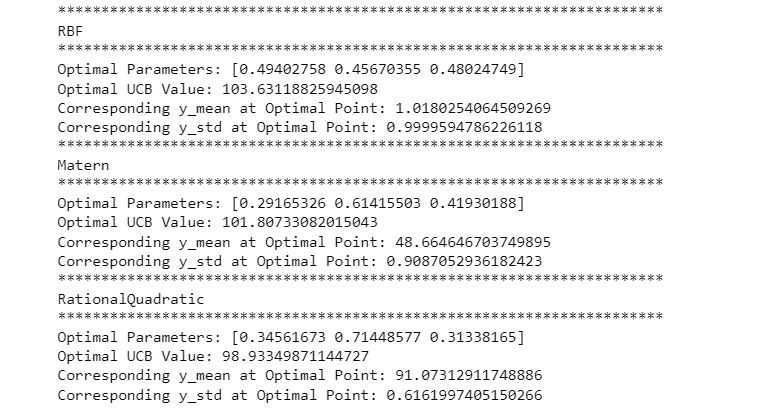 **********************************************************************
RBF
**********************************************************************
Optimal Parameters: [0.49402758 0.45670355 0.48024749]
Optimal UCB Value: 103.63118825945098
Corresponding y_mean at Optimal Point: 1.0180254064509269
Corresponding y_std at Optimal Point: 0.9999594786226118
**********************************************************************
Matern
**********************************************************************
Optimal Parameters: [0.29165326 0.61415503 0.41930188]
Optimal UCB Value: 101.80733082015043
Corresponding y_mean at Optimal Point: 48.664646703749895
Corresponding y_std at Optimal Point: 0.9087052936182423
**********************************************************************
RationalQuadratic
**********************************************************************
Optimal Parameters: [0.34561673 0.71448577 0.31338165]
Optimal UCB Value: 98.93349871144727
Corresponding y_mean at Optimal Point: 91.07312911748886
Corresponding y_std at Optimal Point: 0.6161997405150266